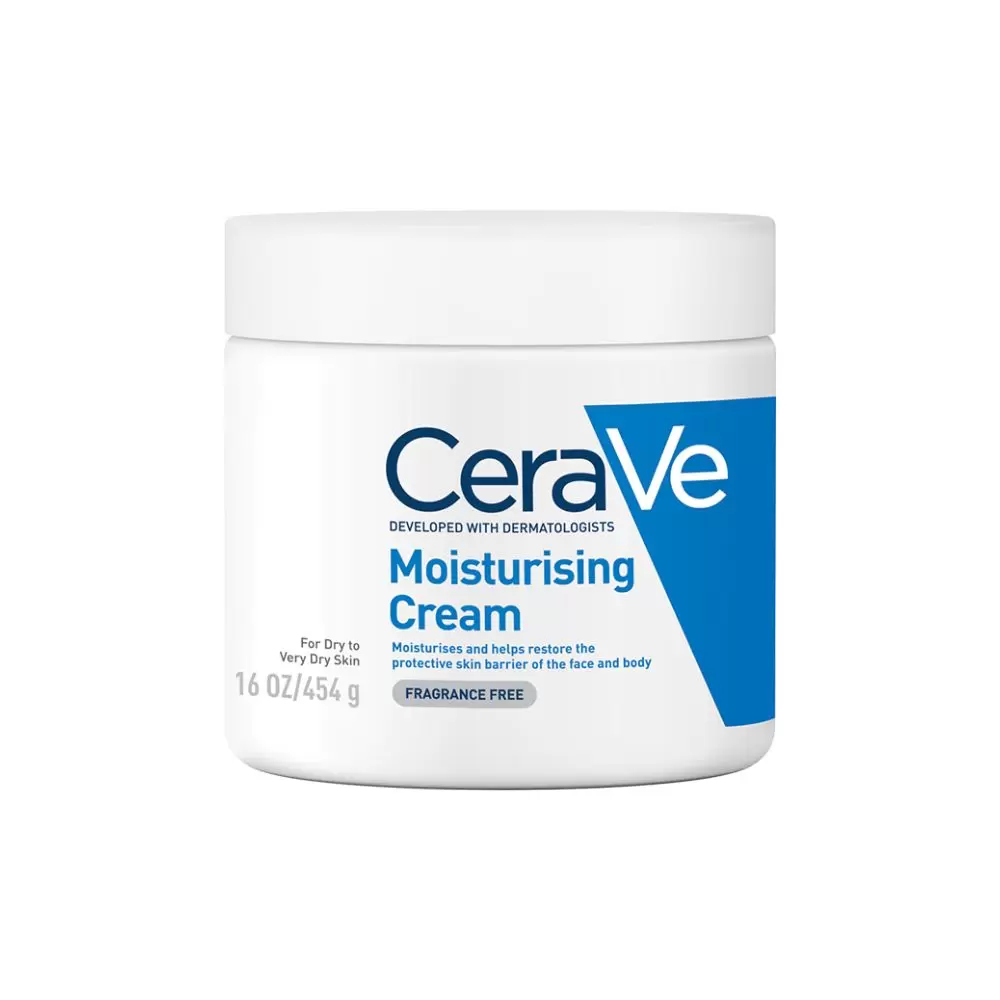 CeraVe
DEVELOPED WITH DERMATOLOGISTS
Moisturising
Cream
Moisturises and helps restore the
protective skin barrier of the face and body
FRAGRANCE FREE
For Dry to
Very Dry Skin
16 OZ/454 g